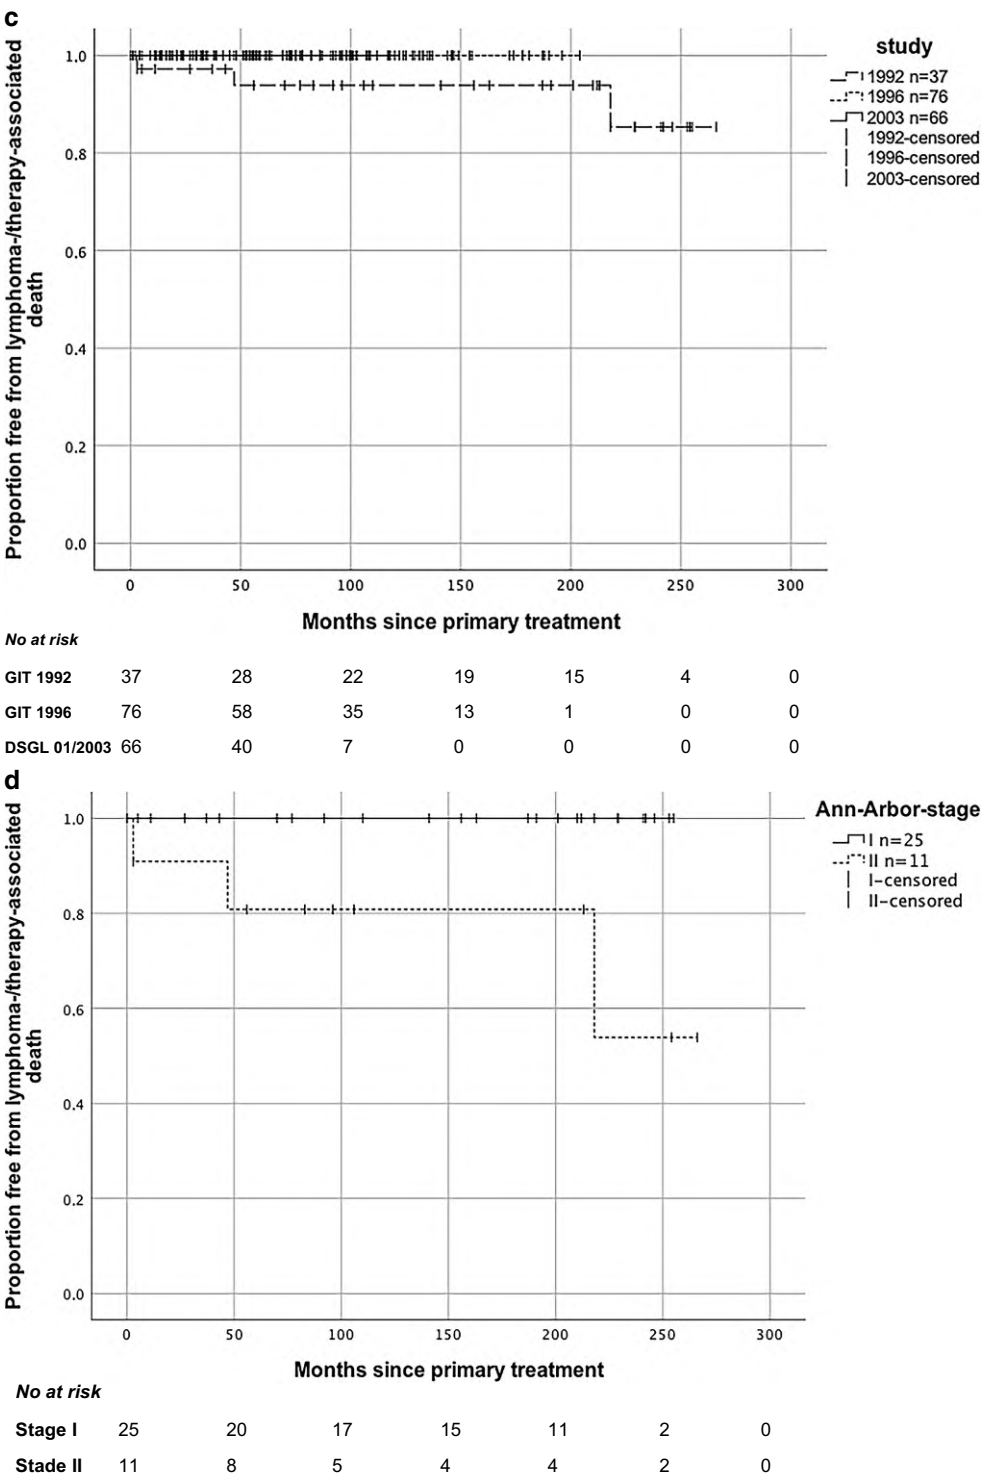 c
Proportion free from lymphoma-/therapy-associated
death
1.0
0.8
0.6
0.4
0.2
0.0
0 50 100 150 200 250 300
Months since primary treatment
study
1992 n=37
1996 n=76
2003 n=66
1992-censored
1996-censored
2003-censored
No at risk
GIT 1992 37 28 22 19 15 4 0
GIT 1996 76 58 35 13 1 0 0
DSGL 01/2003 66 40 7 0 0 0 0
d
Proportion free from lymphoma-/therapy-associated
death
1.0
0.8
0.6
0.4
0.2
0.0
0 50 100 150 200 250 300
Months since primary treatment
Ann-Arbor-stage
I n=25
II n=11
I-censored
II-censored
No at risk
Stage I 25 20 17 15 11 2 0
Stade II 11 8 5 4 4 2 0